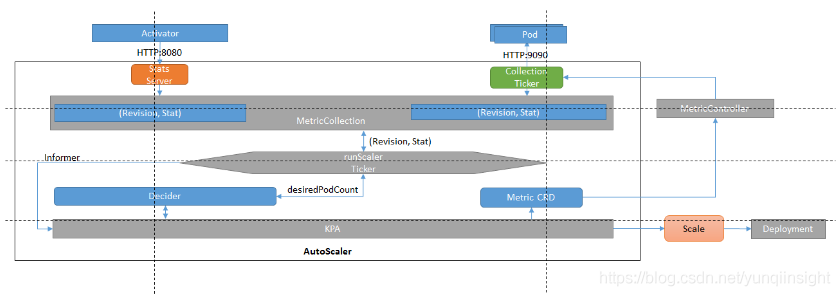 Activator
Pod
HTTP:8080
HTTP:9090
Stats
Server
Collection
Ticker
(Revision, Stat)
(Revision, Stat)
MetricCollection
MetricController
(Revision, Stat)
Informer
runScaler
Ticker
Decider
desiredPodCount
Metric CRD
KPA
Scale
Deployment
AutoScaler
https://blog.csdn.net/yunqiinsight